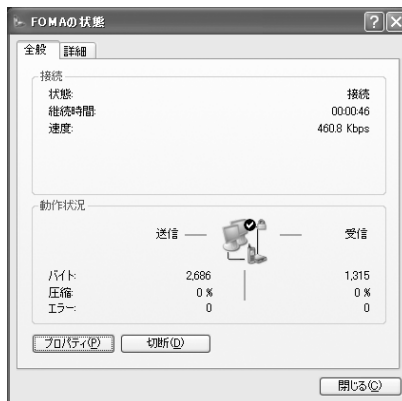 FOMAの状態
全般 詳細
接続
状態: 接続
継続時間: 00:00:46
速度: 460.8 Kbps
動作状況
送信 受信
バイト: 2,686 1,315
圧縮: 0 % 0 %
エラー: 0 0
プロパティ(P) 切断(D)
閉じる(C)